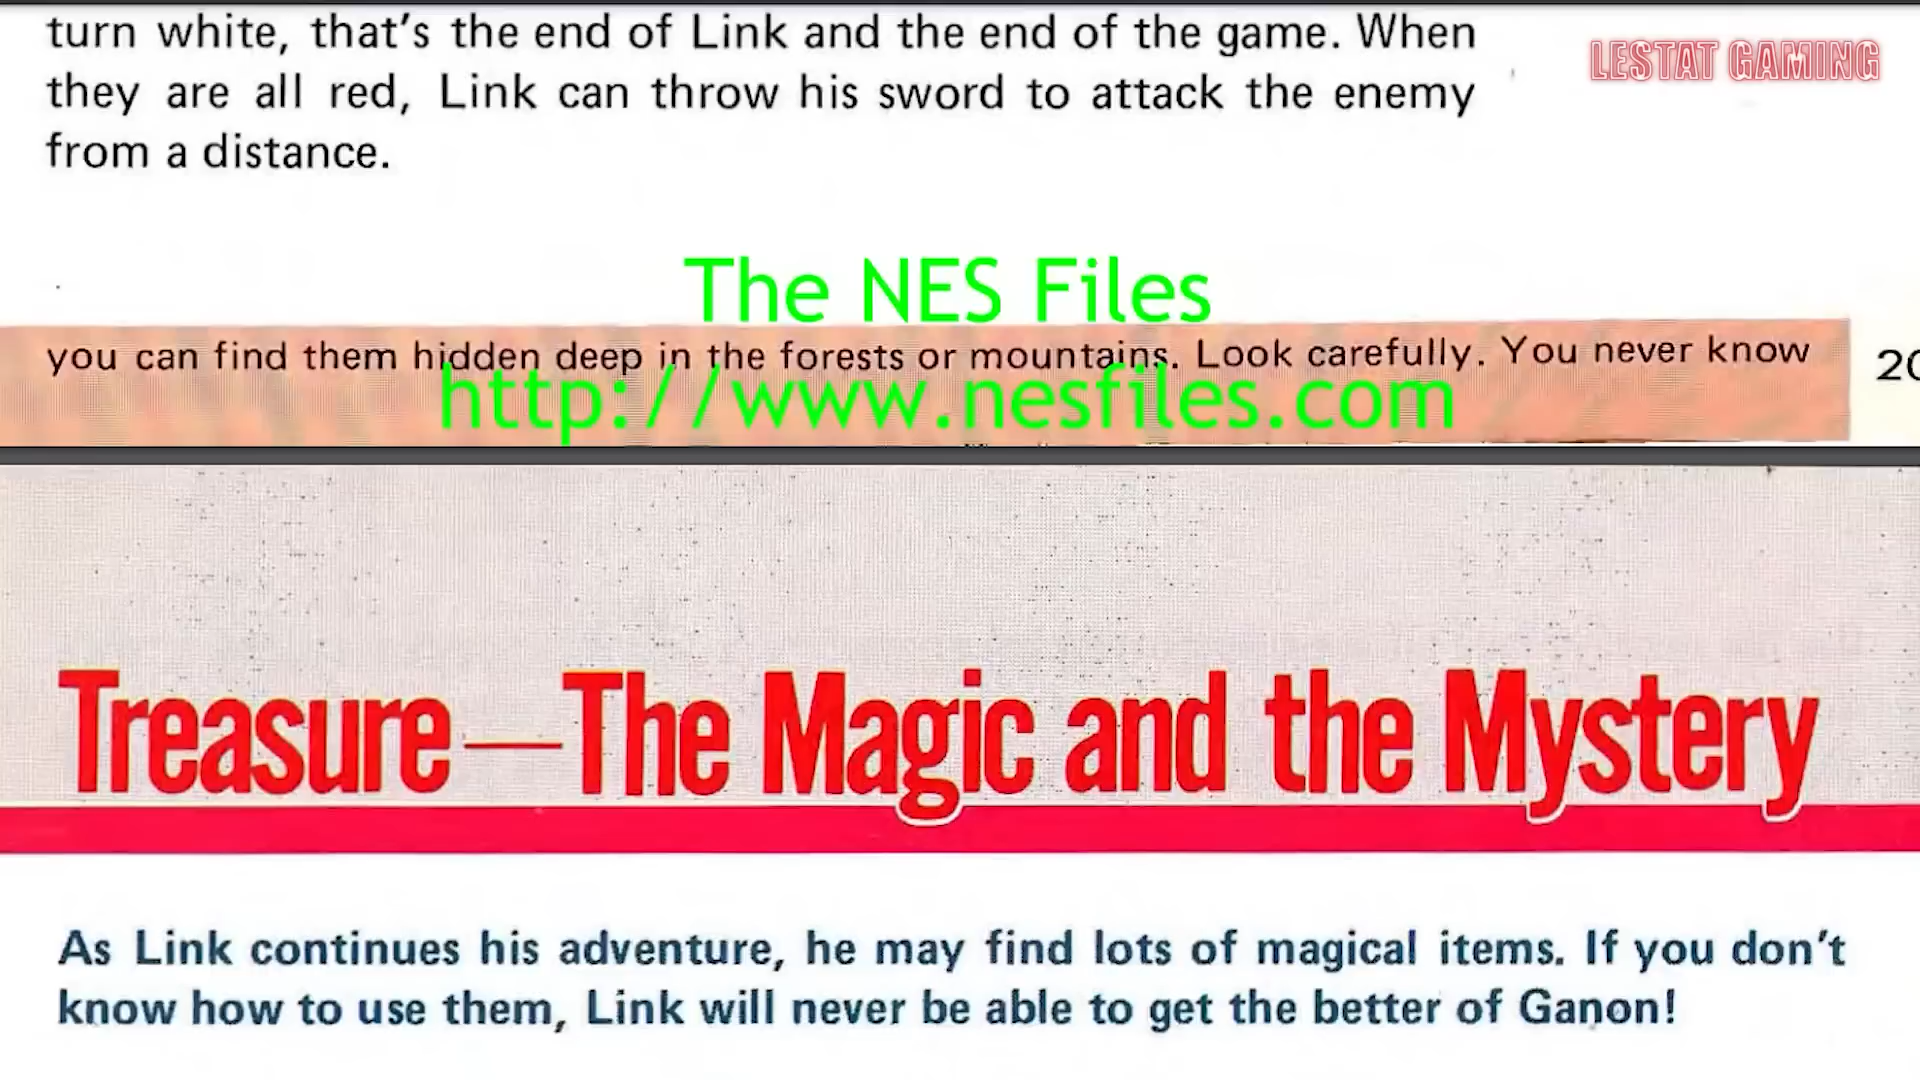 turn white, that's the end of Link and the end of the game. When
they are all red, Link can throw his sword to attack the enemy
from a distance.
LESTAT GAMING
The NES Files
you can find them hidden deep in the forests or mountains. Look carefully. You never know
20
http://www.nesfiles.com
Treasure—The Magic and the Mystery
As Link continues his adventure, he may find lots of magical items. If you don't
know how to use them, Link will never be able to get the better of Ganon!